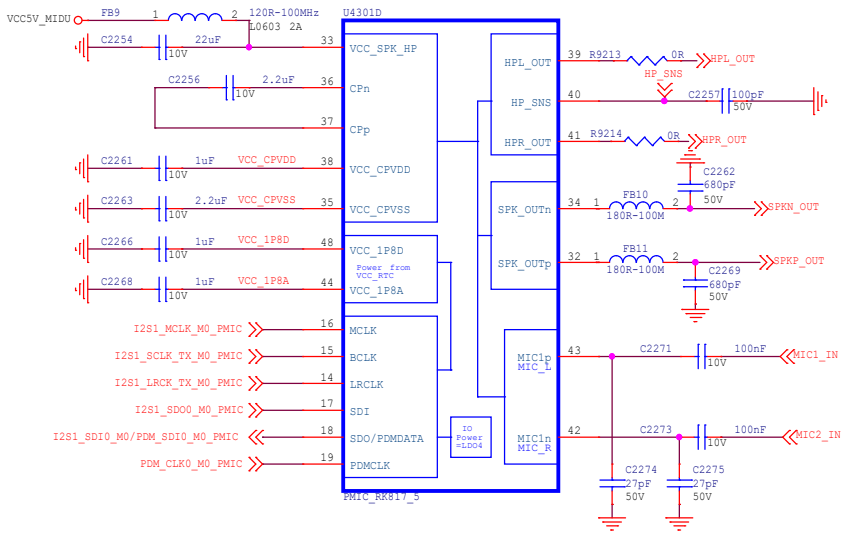 VCC5V_MIDU
FB9
1
2
120R-100MHz
L0603 2A
U4301D
C2254
22uF
10V
33
VCC_SPK_HP
C2256
2.2uF
10V
36
CPn
37
CPp
C2261
1uF
10V
VCC_CPVDD
38
VCC_CPVDD
C2263
2.2uF
10V
VCC_CPVSS
35
VCC_CPVSS
C2266
1uF
10V
VCC_1P8D
48
VCC_1P8D
Power from
VCC_RTC
C2268
1uF
10V
VCC_1P8A
44
VCC_1P8A
I2S1_MCLK_M0_PMIC
16
MCLK
I2S1_SCLK_TX_M0_PMIC
15
BCLK
I2S1_LRCK_TX_M0_PMIC
14
LRCLK
I2S1_SDO0_M0_PMIC
17
SDI
I2S1_SDI0_M0/PDM_SDI0_M0_PMIC
18
SDO/PDMDATA
PDM_CLK0_M0_PMIC
19
PDMCLK
IO
Power
=LDO4
PMIC_RK817_5
HPL_OUT
39
R9213
0R
HPL_OUT
HP_SNS
HP_SNS
40
C2257
100pF
50V
HPR_OUT
41
R9214
0R
HPR_OUT
C2262
680pF
50V
SPK_OUTn
34
1
FB10
2
180R-100M
SPKN_OUT
SPK_OUTp
32
1
FB11
2
180R-100M
SPKP_OUT
C2269
680pF
50V
MIC1p
MIC_L
43
C2271
100nF
10V
MIC1_IN
MIC1n
MIC_R
42
C2273
100nF
10V
MIC2_IN
C2274
27pF
50V
C2275
27pF
50V